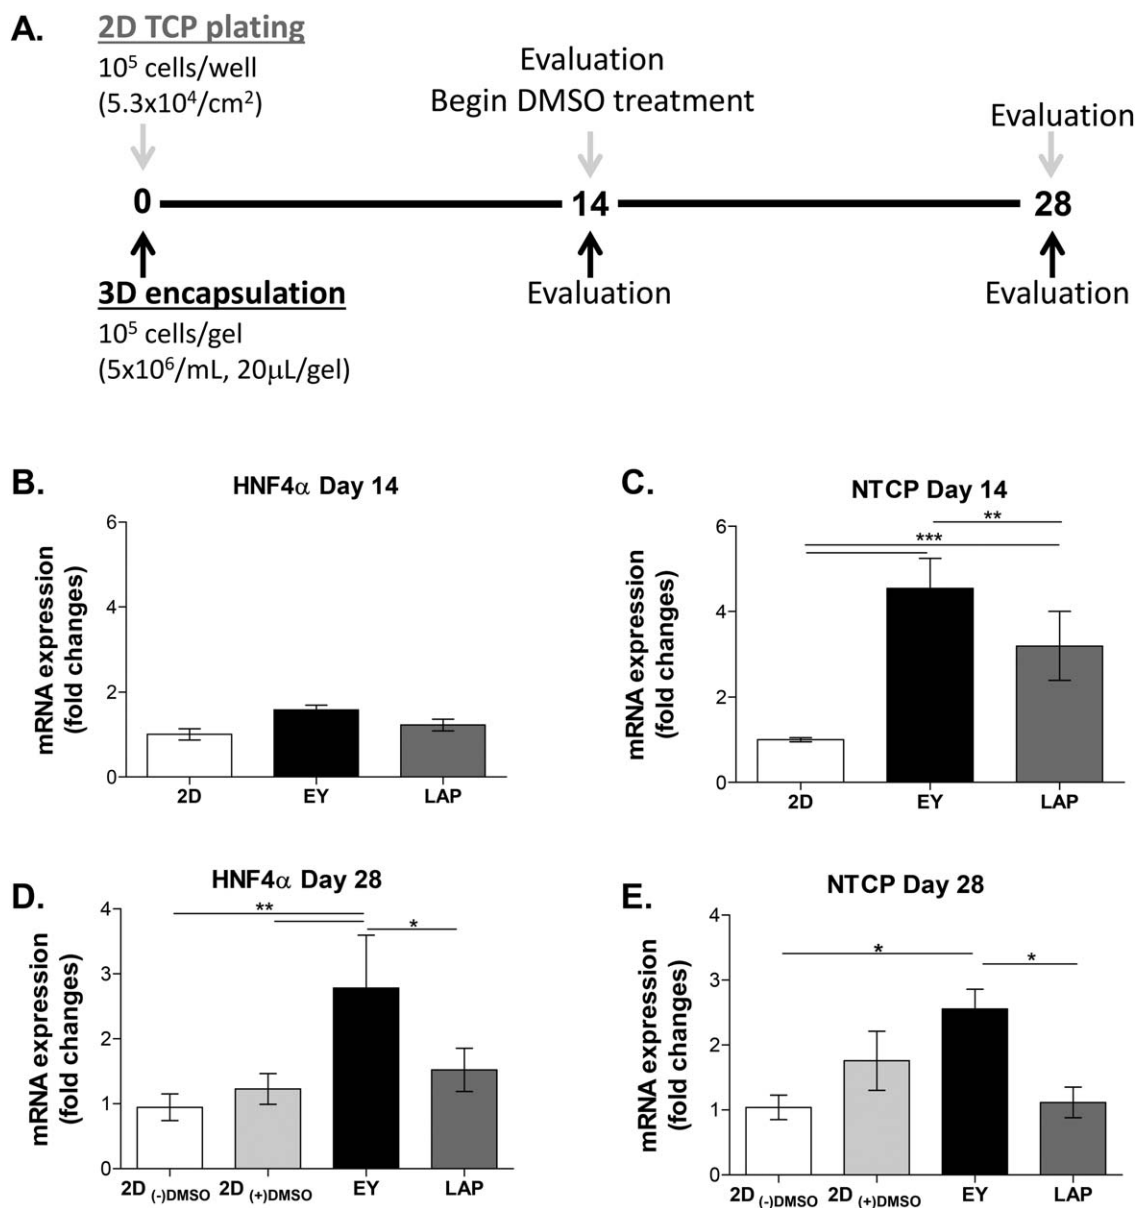 A.
2D TCP plating
10⁵ cells/well
(5.3x10⁴/cm²)
Evaluation
Begin DMSO treatment
Evaluation
0
14
28
3D encapsulation
10⁵ cells/gel
(5x10⁶/mL, 20μL/gel)
Evaluation
Evaluation
B.
HNF4α Day 14
mRNA expression
(fold changes)
6
4
2
0
2D
EY
LAP
C.
NTCP Day 14
mRNA expression
(fold changes)
6
4
2
0
**
***
2D
EY
LAP
D.
HNF4α Day 28
mRNA expression
(fold changes)
4
3
2
1
0
**
*
2D (-)DMSO
2D (+)DMSO
EY
LAP
E.
NTCP Day 28
mRNA expression
(fold changes)
4
3
2
1
0
*
*
2D (-)DMSO
2D (+)DMSO
EY
LAP